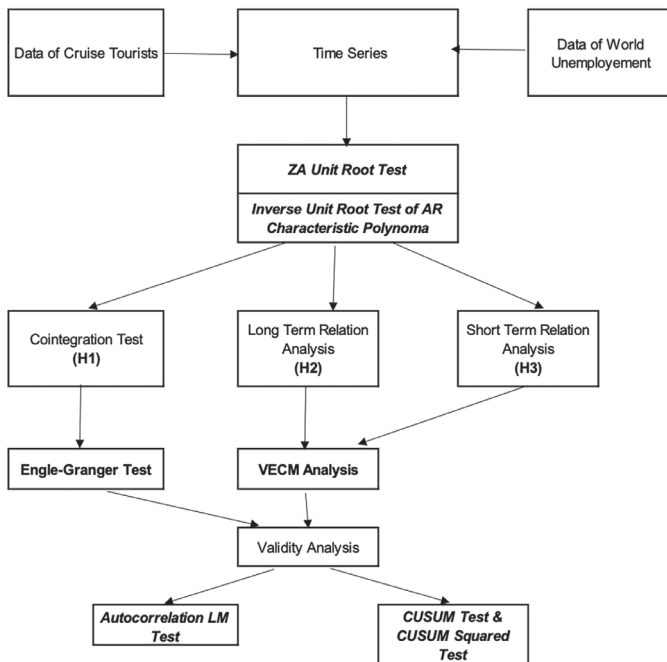 Data of Cruise Tourists
Time Series
Data of World
Unemployement
ZA Unit Root Test
Inverse Unit Root Test of AR
Characteristic Polynoma
Cointegration Test
(H1)
Long Term Relation
Analysis
(H2)
Short Term Relation
Analysis
(H3)
Engle-Granger Test
VECM Analysis
Validity Analysis
Autocorrelation LM
Test
CUSUM Test &
CUSUM Squared
Test